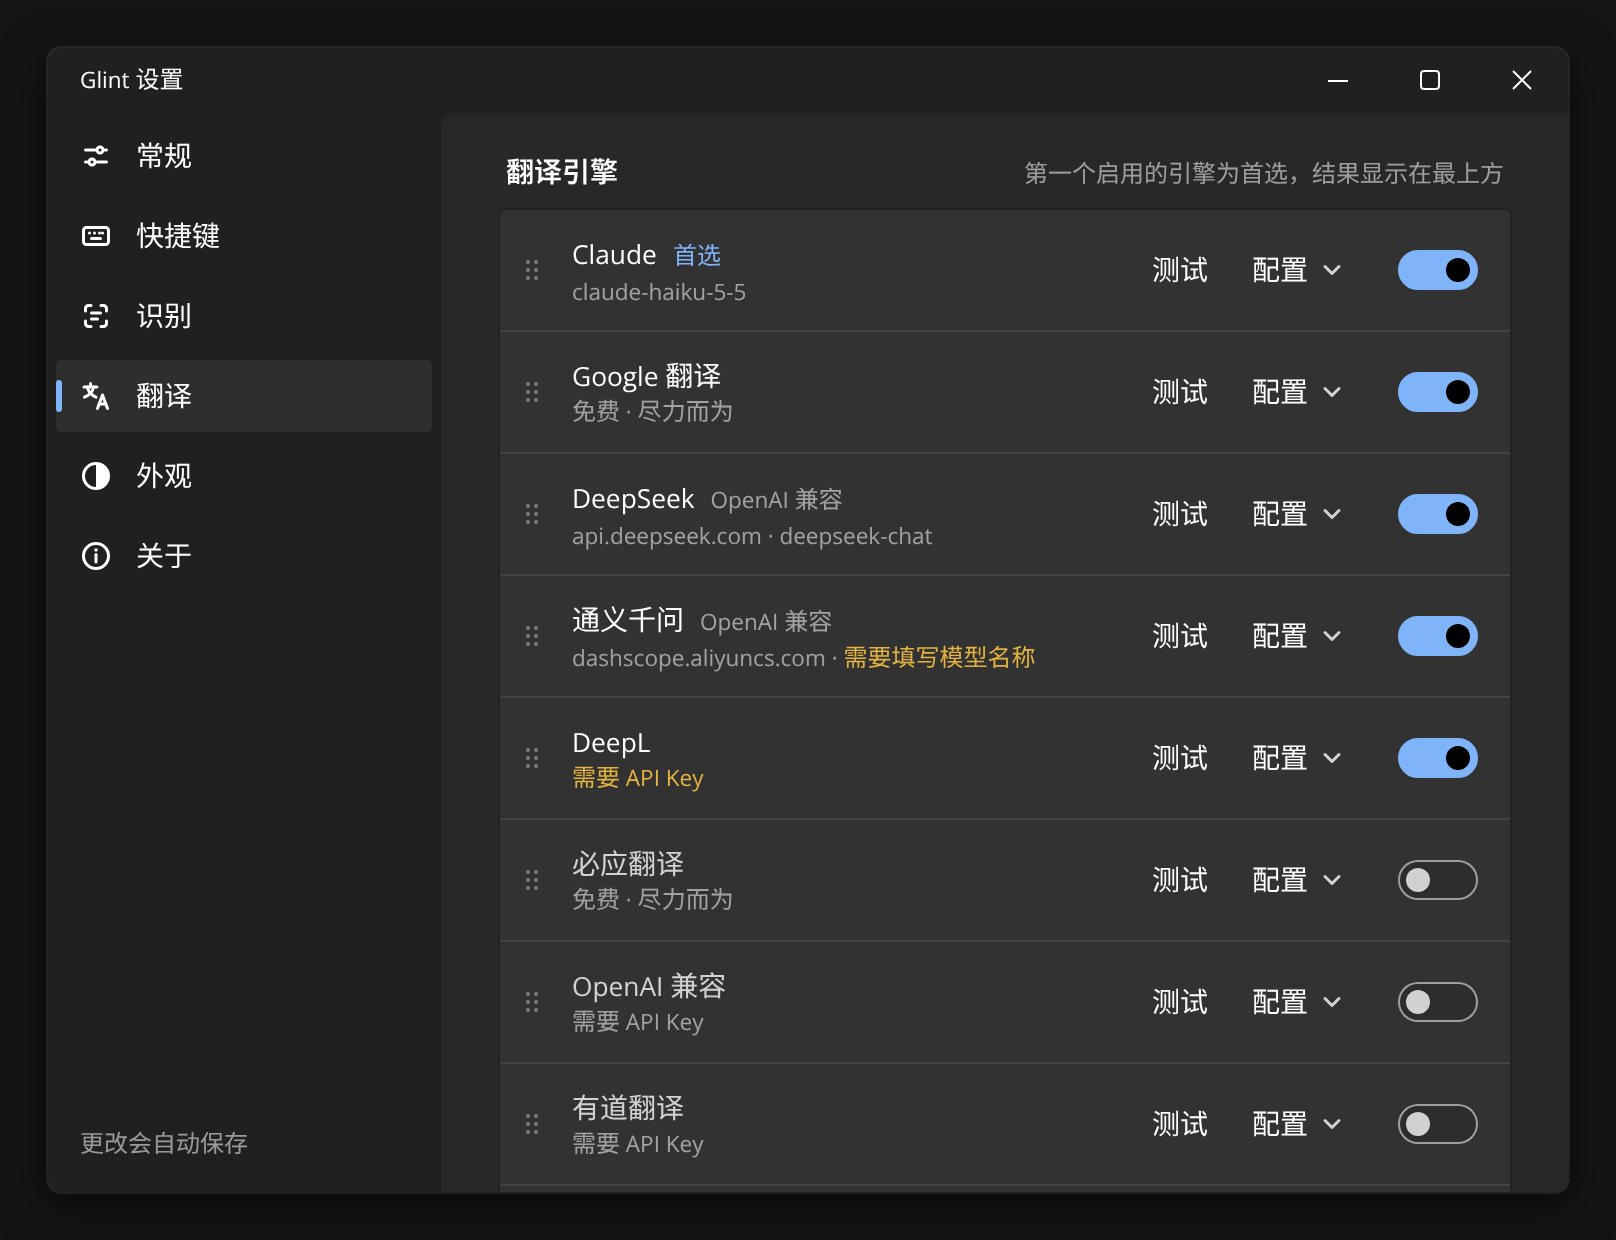 Glint 设置
常规
快捷键
识别
翻译
外观
关于
更改会自动保存
翻译引擎
第一个启用的引擎为首选，结果显示在最上方
Claude 首选
claude-haiku-5-5
测试 配置
Google 翻译
免费 · 尽力而为
测试 配置
DeepSeek OpenAI 兼容
api.deepseek.com · deepseek-chat
测试 配置
通义千问 OpenAI 兼容
dashscope.aliyuncs.com · 需要填写模型名称
测试 配置
DeepL
需要 API Key
测试 配置
必应翻译
免费 · 尽力而为
测试 配置
OpenAI 兼容
需要 API Key
测试 配置
有道翻译
需要 API Key
测试 配置